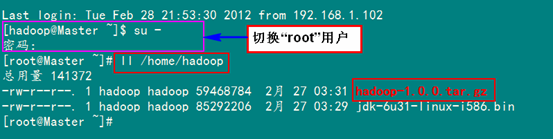 Last login: Tue Feb 28 21:53:30 2012 from 192.168.1.102
[hadoop@Master ~]$ su -
切换“root”用户
密码:
[root@Master ~]# ll /home/hadoop
总用量 141372
-rw-r--r--. 1 hadoop hadoop 59468784  2月 27 03:31 hadoop-1.0.0.tar.gz
-rw-r--r--. 1 hadoop hadoop 85292206  2月 27 03:29 jdk-6u31-linux-i586.bin
[root@Master ~]#